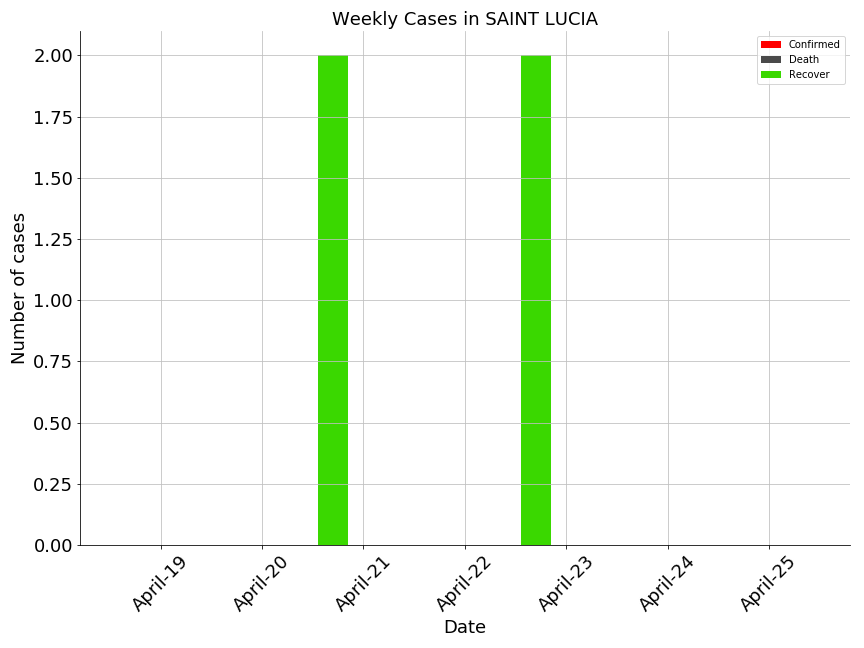 Weekly Cases in SAINT LUCIA
Confirmed
Death
Recover
2.00
1.75
1.50
1.25
1.00
0.75
0.50
0.25
0.00
Number of cases
April-19
April-20
April-21
April-22
April-23
April-24
April-25
Date